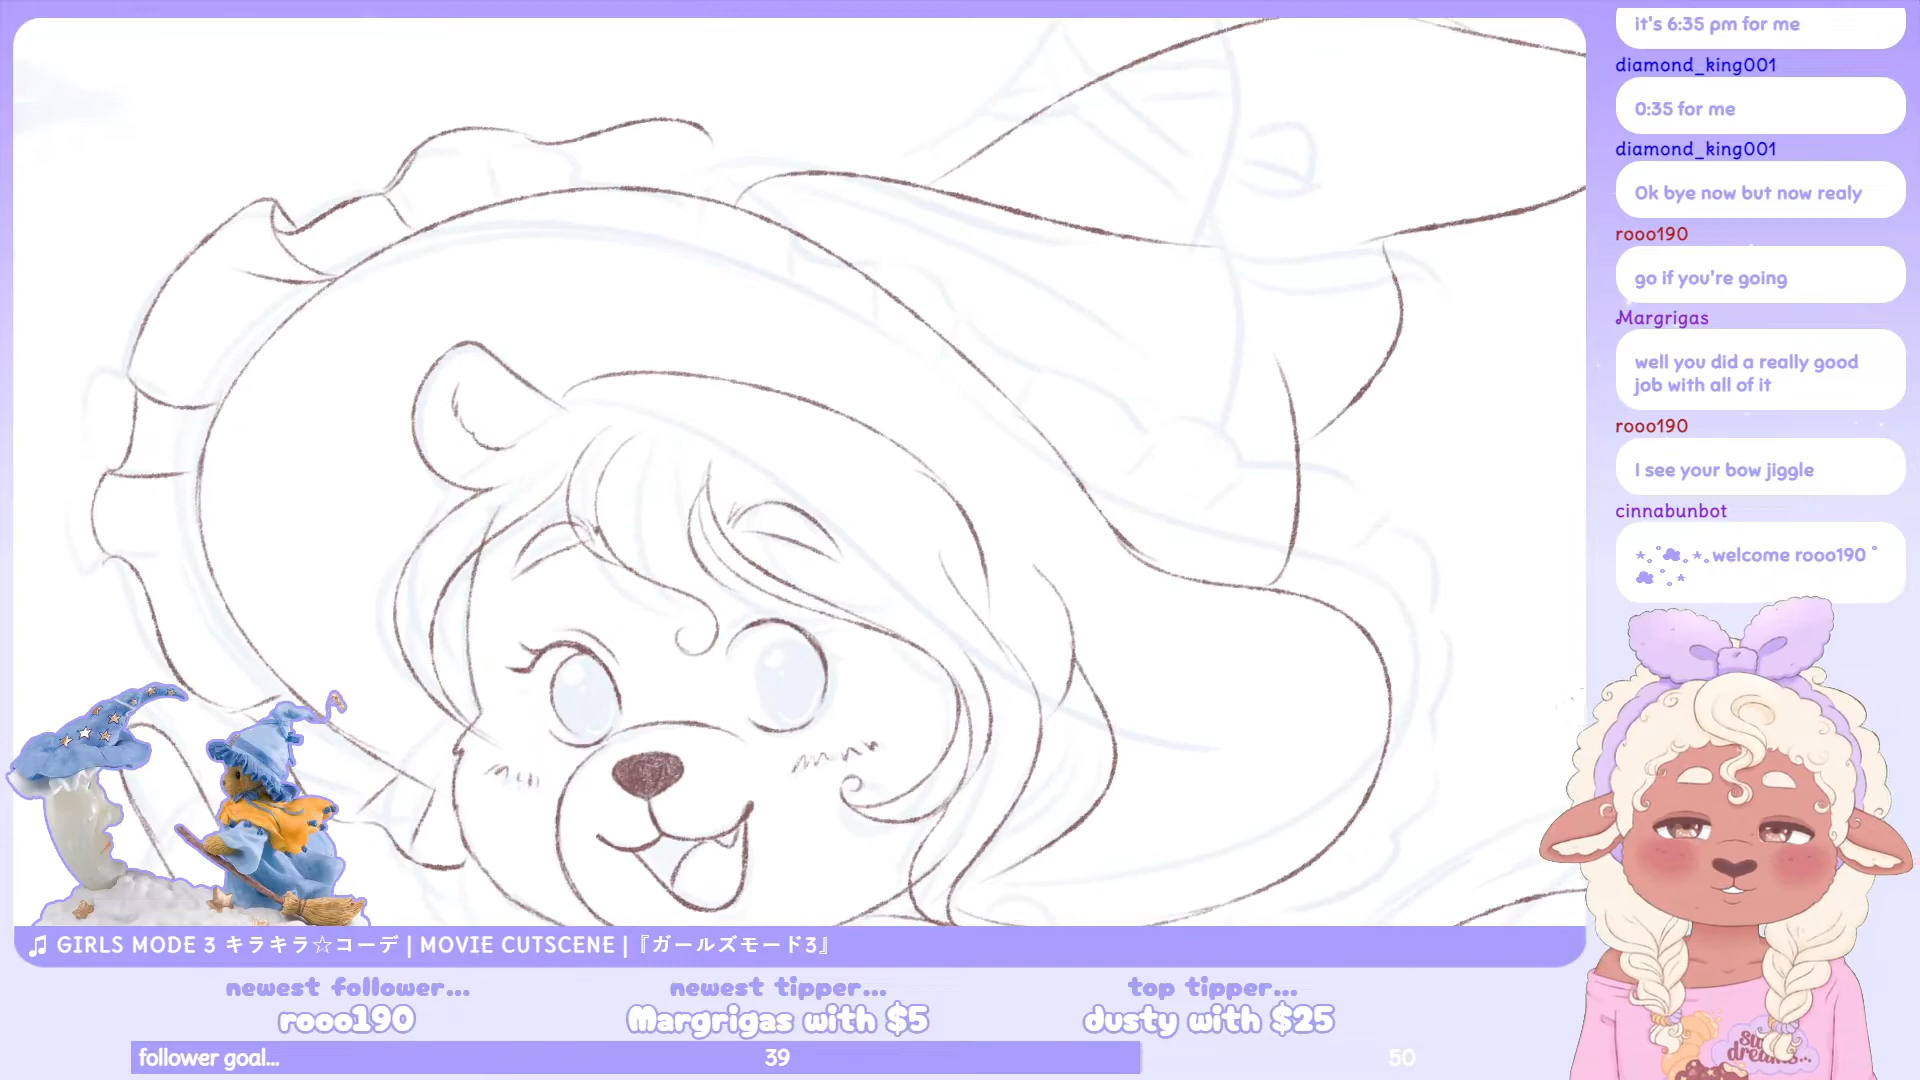 it's 6:35 pm for me
diamond_king001
0:35 for me
diamond_king001
Ok bye now but now realy
rooo190
go if you're going
Margrigas
well you did a really good
job with all of it
rooo190
I see your bow jiggle
cinnabunbot
welcome rooo190
GIRLS MODE 3 キラキラ☆コーデ | MOVIE CUTSCENE |『ガールズモード3』
newest follower...
rooo190
newest tipper...
Margrigas with $5
top tipper...
dusty with $25
follower goal...
39
50